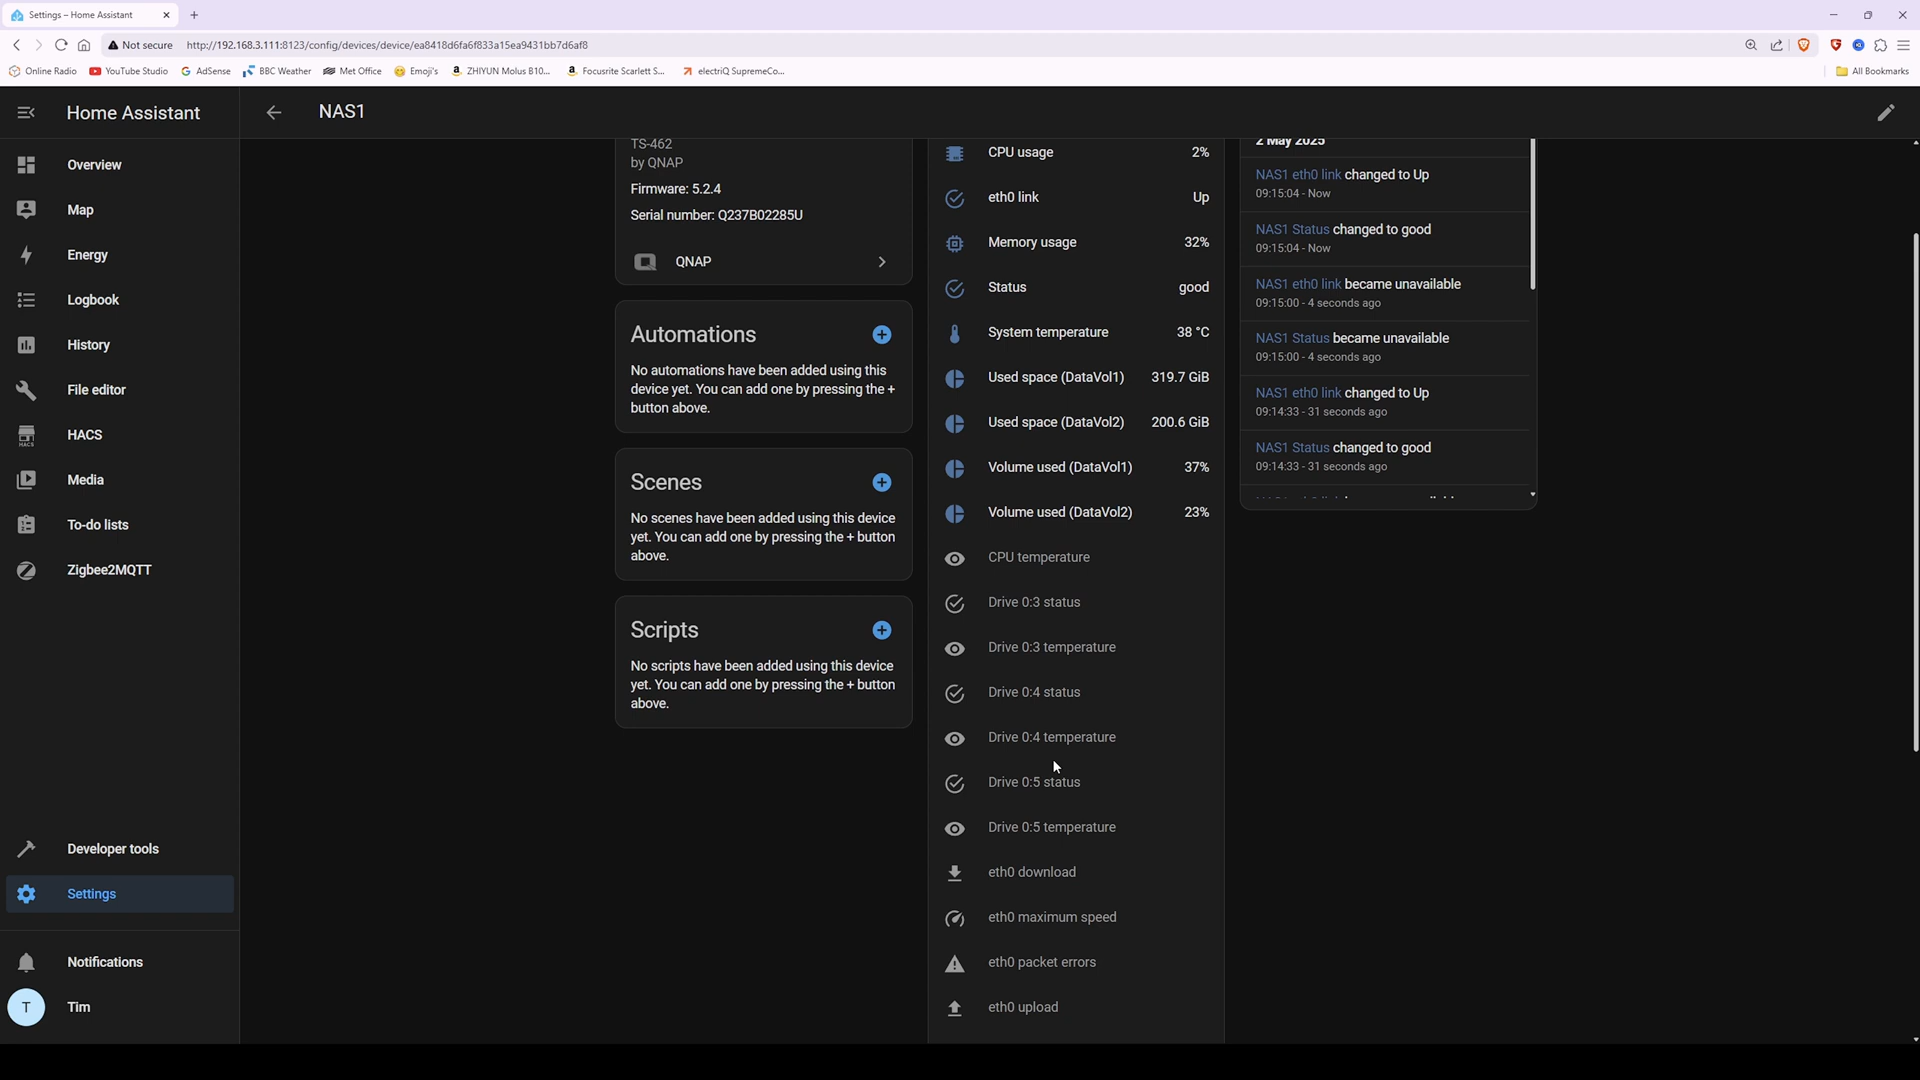 Settings – Home Assistant
Not secure
http://192.168.3.111:8123/config/devices/device/ea8418d6fa6f833a15ea9431bb7d6af8
Online Radio
YouTube Studio
AdSense
BBC Weather
Met Office
Emoji's
ZHIYUN Molus B10...
Focusrite Scarlett S...
electriQ SupremeCo...
All Bookmarks
Home Assistant
NAS1
Overview
Map
Energy
Logbook
History
File editor
HACS
Media
To-do lists
Zigbee2MQTT
Developer tools
Settings
Notifications
T
Tim
TS-462
by QNAP
Firmware: 5.2.4
Serial number: Q237B02285U
QNAP
Automations
No automations have been added using this
device yet. You can add one by pressing the +
button above.
Scenes
No scenes have been added using this device
yet. You can add one by pressing the + button
above.
Scripts
No scripts have been added using this device
yet. You can add one by pressing the + button
above.
CPU usage 2%
eth0 link Up
Memory usage 32%
Status good
System temperature 38 °C
Used space (DataVol1) 319.7 GiB
Used space (DataVol2) 200.6 GiB
Volume used (DataVol1) 37%
Volume used (DataVol2) 23%
CPU temperature
Drive 0:3 status
Drive 0:3 temperature
Drive 0:4 status
Drive 0:4 temperature
Drive 0:5 status
Drive 0:5 temperature
eth0 download
eth0 maximum speed
eth0 packet errors
eth0 upload
2 May 2025
NAS1 eth0 link changed to Up
09:15:04 - Now
NAS1 Status changed to good
09:15:04 - Now
NAS1 eth0 link became unavailable
09:15:00 - 4 seconds ago
NAS1 Status became unavailable
09:15:00 - 4 seconds ago
NAS1 eth0 link changed to Up
09:14:33 - 31 seconds ago
NAS1 Status changed to good
09:14:33 - 31 seconds ago